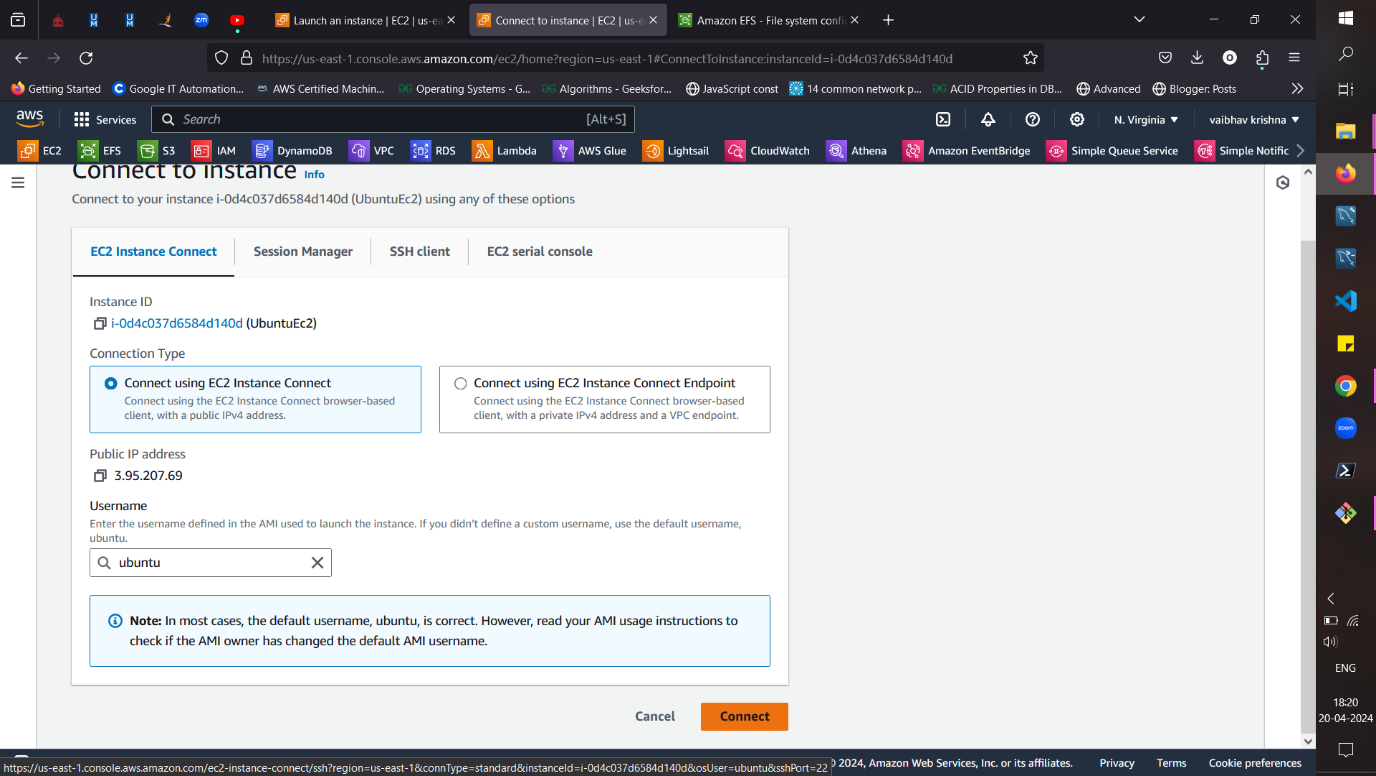 Launch an instance | EC2 | us-ea
Connect to instance | EC2 | us-e
Amazon EFS - File system confi
https://us-east-1.console.aws.amazon.com/ec2/home?region=us-east-1#ConnectToInstance:instanceId=i-0d4c037d6584d140d
Getting Started
Google IT Automation...
AWS Certified Machin...
Operating Systems - G...
Algorithms - Geeksfor...
JavaScript const
14 common network p...
ACID Properties in DB...
Advanced
Blogger: Posts
aws
Services
Search
[Alt+S]
N. Virginia
vaibhav krishna
EC2
EFS
S3
IAM
DynamoDB
VPC
RDS
Lambda
AWS Glue
Lightsail
CloudWatch
Athena
Amazon EventBridge
Simple Queue Service
Simple Notific
Connect to instance Info
Connect to your instance i-0d4c037d6584d140d (UbuntuEc2) using any of these options
EC2 Instance Connect
Session Manager
SSH client
EC2 serial console
Instance ID
i-0d4c037d6584d140d (UbuntuEc2)
Connection Type
Connect using EC2 Instance Connect
Connect using the EC2 Instance Connect browser-based
client, with a public IPv4 address.
Connect using EC2 Instance Connect Endpoint
Connect using the EC2 Instance Connect browser-based
client, with a private IPv4 address and a VPC endpoint.
Public IP address
3.95.207.69
Username
Enter the username defined in the AMI used to launch the instance. If you didn't define a custom username, use the default username,
ubuntu.
ubuntu
Note: In most cases, the default username, ubuntu, is correct. However, read your AMI usage instructions to
check if the AMI owner has changed the default AMI username.
Cancel
Connect
2024, Amazon Web Services, Inc. or its affiliates.
Privacy
Terms
Cookie preferences
https://us-east-1.console.aws.amazon.com/ec2-instance-connect/ssh?region=us-east-1&connType=standard&instanceId=i-0d4c037d6584d140d&osUser=ubuntu&sshPort=22
zoom
ENG
18:20
20-04-2024